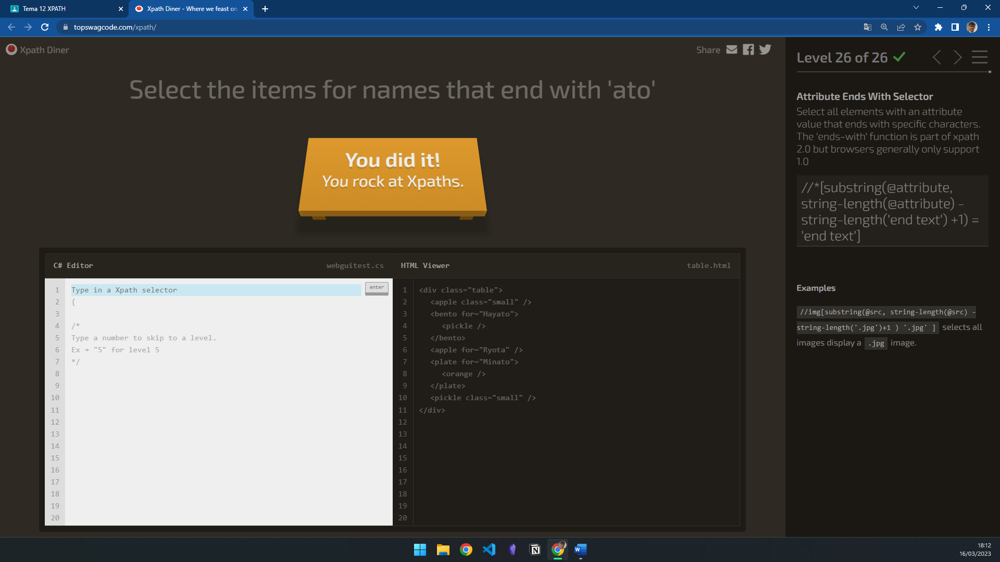 Tema 12 XPATH
Xpath Diner - Where we feast on
topswagcode.com/xpath/
Xpath Diner
Share
Select the items for names that end with 'ato'
You did it!
You rock at Xpaths.
C# Editor
webguitest.cs
1 Type in a Xpath selector
enter
2 {
3
4 /*
5 Type a number to skip to a level.
6 Ex → "5" for level 5
7 */
8
9
10
11
12
13
14
15
16
17
18
19
20
HTML Viewer
table.html
1 <div class="table">
2 <apple class="small" />
3 <bento for="Hayato">
4 <pickle />
5 </bento>
6 <apple for="Ryota" />
7 <plate for="Minato">
8 <orange />
9 </plate>
10 <pickle class="small" />
11 </div>
12
13
14
15
16
17
18
19
20
Level 26 of 26
Attribute Ends With Selector
Select all elements with an attribute
value that ends with specific characters.
The 'ends-with' function is part of xpath
2.0 but browsers generally only support
1.0
//*[substring(@attribute,
string-length(@attribute) -
string-length('end text') +1) =
'end text']
Examples
//img[substring(@src, string-length(@src) -
string-length('.jpg')+1 ) '.jpg' ] selects all
images display a .jpg image.
18:12
16/03/2023